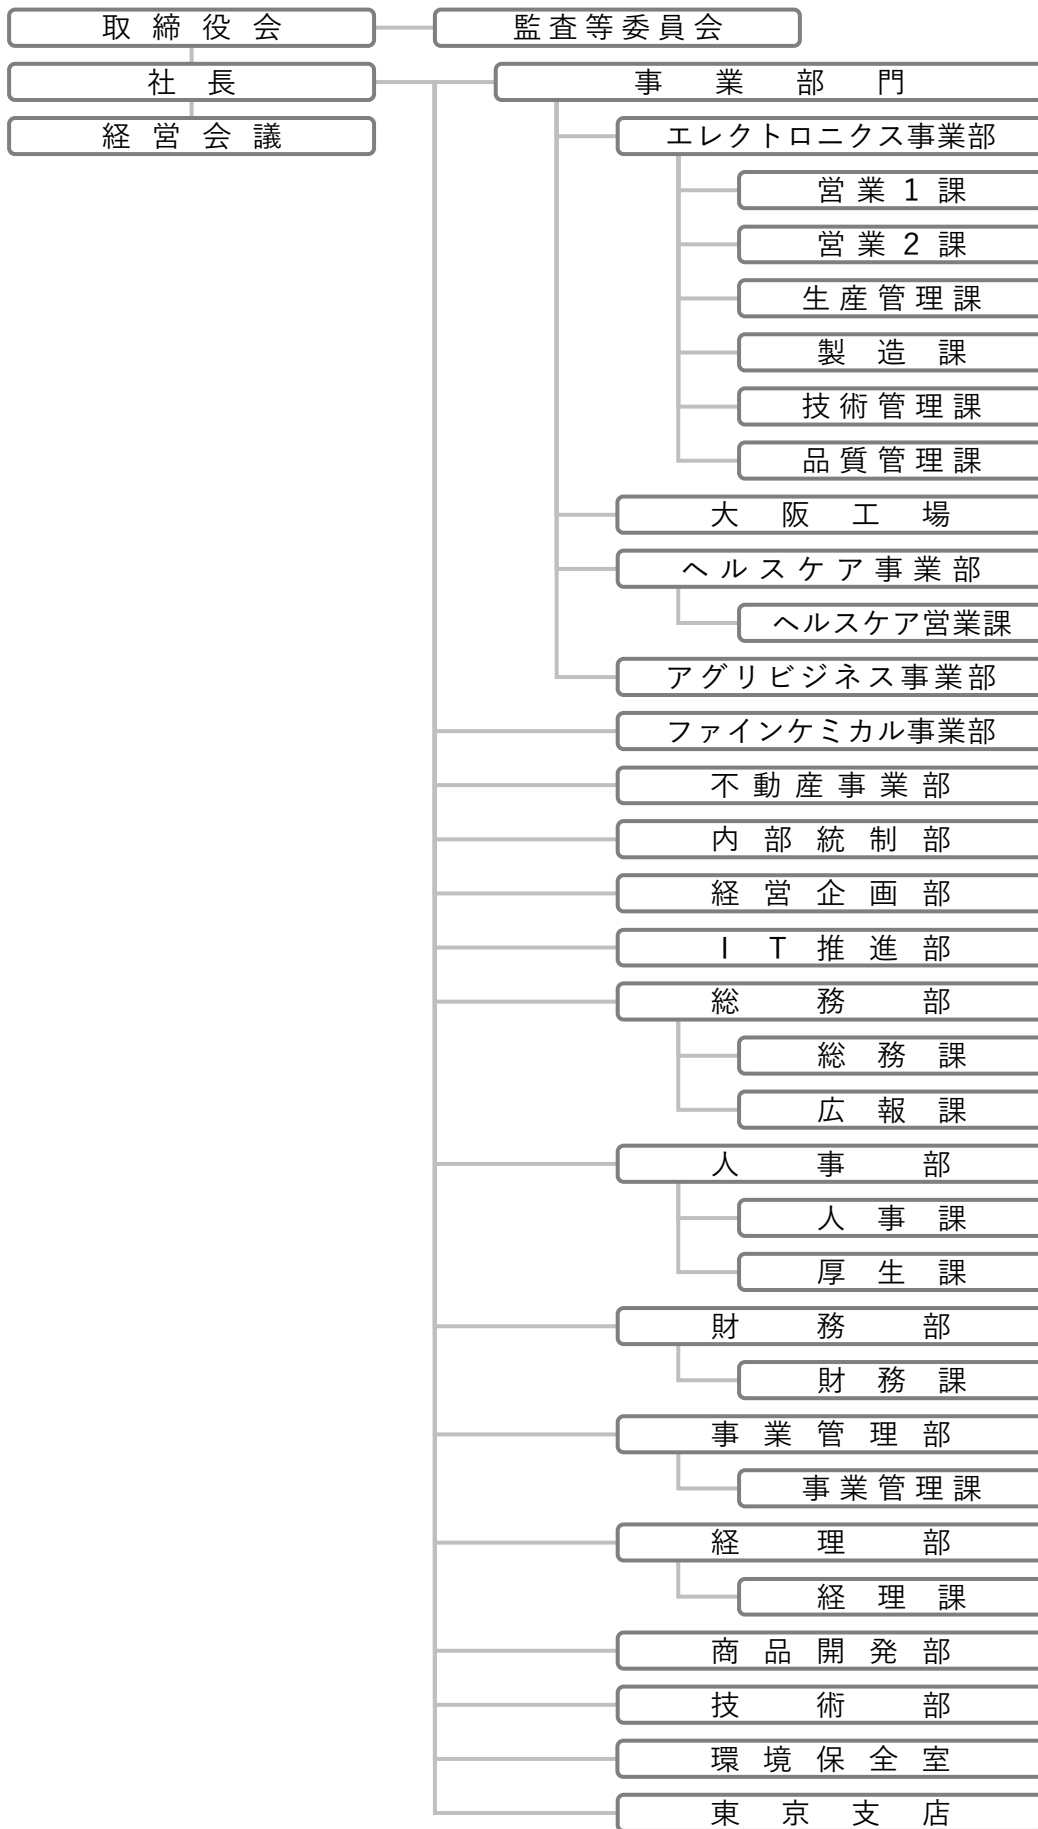 取締役会 監査等委員会
社長 事業部門
経営会議 エレクトロニクス事業部
営業1課
営業2課
生産管理課
製造課
技術管理課
品質管理課
大阪工場
ヘルスケア事業部
ヘルスケア営業課
アグリビジネス事業部
ファインケミカル事業部
不動産事業部
内部統制部
経営企画部
IT推進部
総務部
総務課
広報課
人事部
人事課
厚生課
財務部
財務課
事業管理部
事業管理課
経理部
経理課
商品開発部
技術部
環境保全室
東京支店